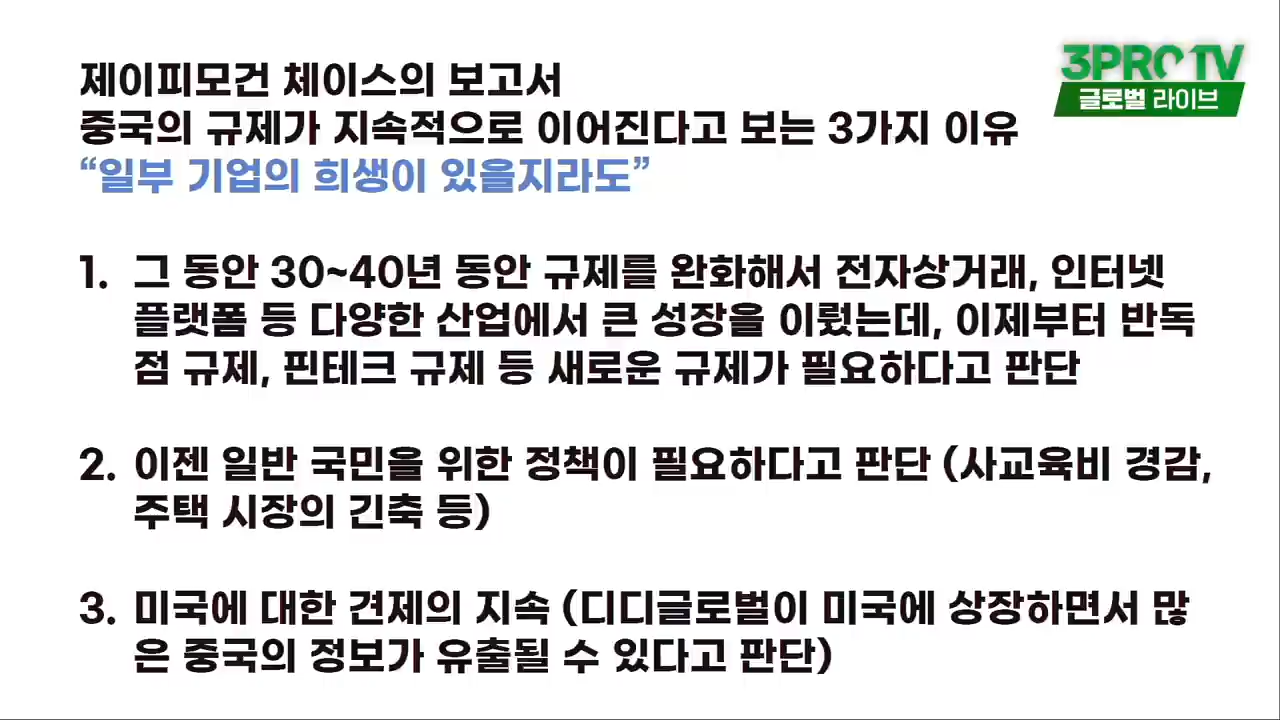 3PRO TV
글로벌 라이브
제이피모건 체이스의 보고서
중국의 규제가 지속적으로 이어진다고 보는 3가지 이유
“일부 기업의 희생이 있을지라도”
1. 그 동안 30~40년 동안 규제를 완화해서 전자상거래, 인터넷
플랫폼 등 다양한 산업에서 큰 성장을 이뤘는데, 이제부터 반독
점 규제, 핀테크 규제 등 새로운 규제가 필요하다고 판단
2. 이젠 일반 국민을 위한 정책이 필요하다고 판단 (사교육비 경감,
주택 시장의 긴축 등)
3. 미국에 대한 견제의 지속 (디디글로벌이 미국에 상장하면서 많
은 중국의 정보가 유출될 수 있다고 판단)